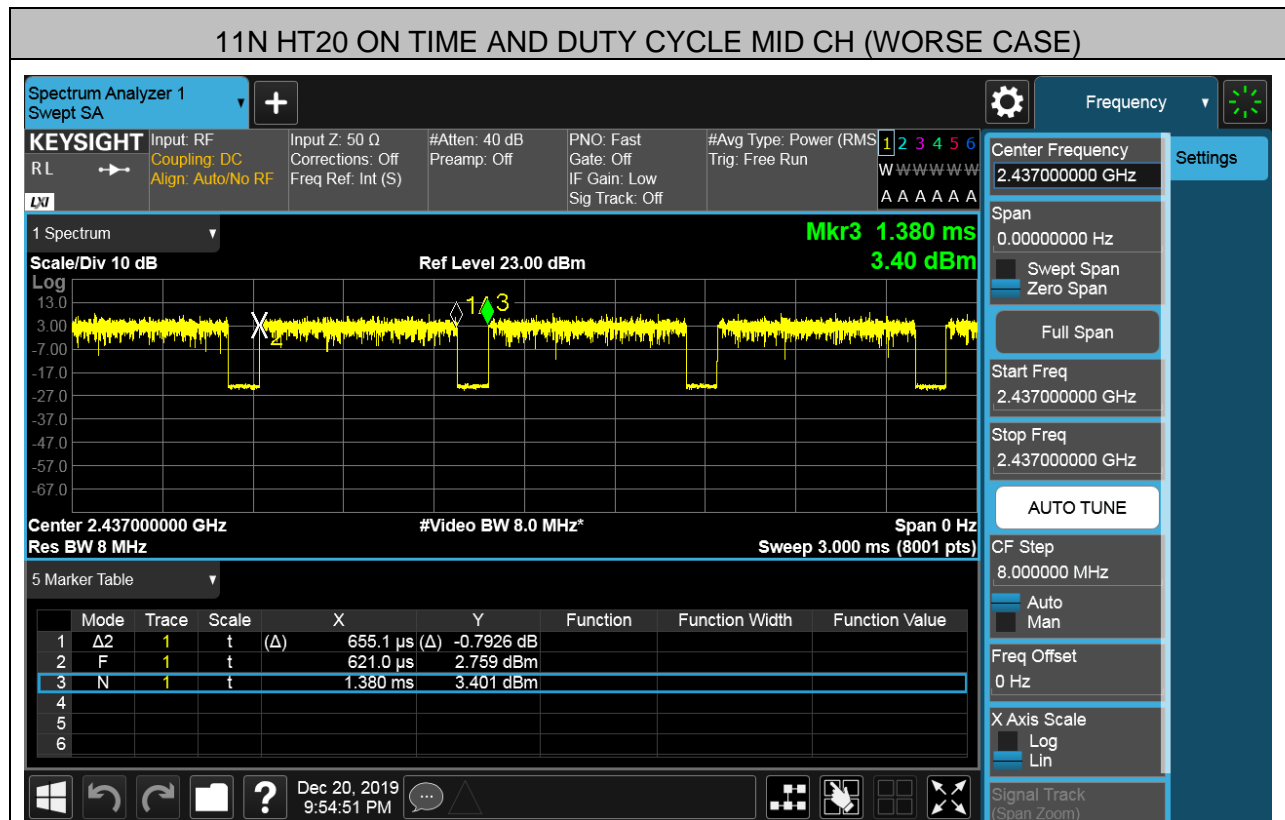 11N HT20 ON TIME AND DUTY CYCLE MID CH (WORSE CASE)
Spectrum Analyzer 1
Swept SA
Frequency
KEYSIGHT
RL
LXI
Input: RF
Coupling: DC
Align: Auto/No RF
Input Z: 50 Ω
Corrections: Off
Freq Ref: Int (S)
#Atten: 40 dB
Preamp: Off
PNO: Fast
Gate: Off
IF Gain: Low
Sig Track: Off
#Avg Type: Power (RMS
Trig: Free Run
1 2 3 4 5 6
W W W W W W
A A A A A A
1 Spectrum
Mkr3 1.380 ms
Scale/Div 10 dB
Ref Level 23.00 dBm
3.40 dBm
Log
13.0
3.00
-7.00
-17.0
-27.0
-37.0
-47.0
-57.0
-67.0
X2
1Δ3
Center 2.437000000 GHz
#Video BW 8.0 MHz*
Span 0 Hz
Res BW 8 MHz
Sweep 3.000 ms (8001 pts)
5 Marker Table
Mode Trace Scale X Y Function Function Width Function Value
1 Δ2 1 t (Δ) 655.1 µs (Δ) -0.7926 dB
2 F 1 t 621.0 µs 2.759 dBm
3 N 1 t 1.380 ms 3.401 dBm
4
5
6
?
Dec 20, 2019
9:54:51 PM
Center Frequency
2.437000000 GHz
Span
0.00000000 Hz
Swept Span
Zero Span
Full Span
Start Freq
2.437000000 GHz
Stop Freq
2.437000000 GHz
AUTO TUNE
CF Step
8.000000 MHz
Auto
Man
Freq Offset
0 Hz
X Axis Scale
Log
Lin
Signal Track
(Span Zoom)
Settings